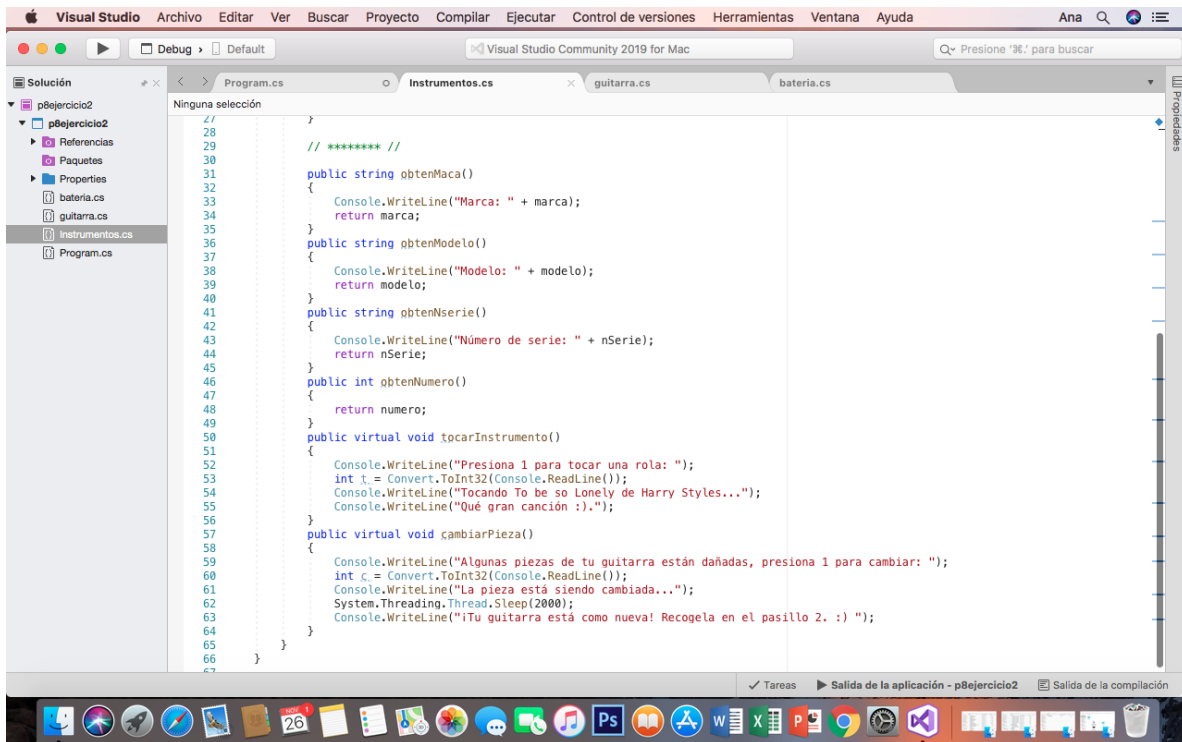 Visual Studio Archivo Editar Ver Buscar Proyecto Compilar Ejecutar Control de versiones Herramientas Ventana Ayuda Ana
Debug › Default Visual Studio Community 2019 for Mac Presione '⌘.' para buscar
Solución Program.cs Instrumentos.cs guitarra.cs bateria.cs
Propiedades
Ninguna selección
p8ejercicio2
p8ejercicio2
Referencias
Paquetes
Properties
bateria.cs
guitarra.cs
Instrumentos.cs
Program.cs
27 }
28
29 // ******** //
30
31 public string obtenMaca()
32 {
33 Console.WriteLine("Marca: " + marca);
34 return marca;
35 }
36 public string obtenModelo()
37 {
38 Console.WriteLine("Modelo: " + modelo);
39 return modelo;
40 }
41 public string obtenNserie()
42 {
43 Console.WriteLine("Número de serie: " + nSerie);
44 return nSerie;
45 }
46 public int obtenNumero()
47 {
48 return numero;
49 }
50 public virtual void tocarInstrumento()
51 {
52 Console.WriteLine("Presiona 1 para tocar una rola: ");
53 int t = Convert.ToInt32(Console.ReadLine());
54 Console.WriteLine("Tocando To be so Lonely de Harry Styles...");
55 Console.WriteLine("Qué gran canción :).");
56 }
57 public virtual void cambiarPieza()
58 {
59 Console.WriteLine("Algunas piezas de tu guitarra están dañadas, presiona 1 para cambiar: ");
60 int c = Convert.ToInt32(Console.ReadLine());
61 Console.WriteLine("La pieza está siendo cambiada...");
62 System.Threading.Thread.Sleep(2000);
63 Console.WriteLine("¡Tu guitarra está como nueva! Recogela en el pasillo 2. :) ");
64 }
65 }
66 }
67
Tareas Salida de la aplicación - p8ejercicio2 Salida de la compilación
NOV 1
26 Ps W X P